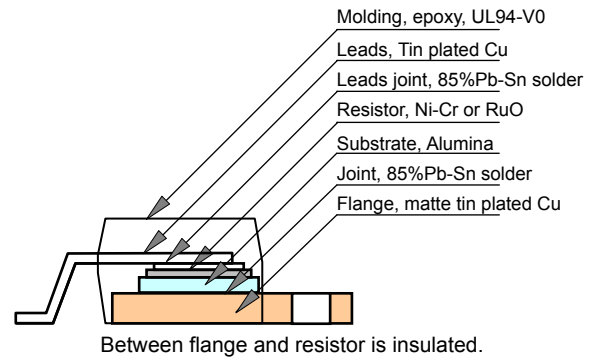 Molding, epoxy, UL94-V0
Leads, Tin plated Cu
Leads joint, 85%Pb-Sn solder
Resistor, Ni-Cr or RuO
Substrate, Alumina
Joint, 85%Pb-Sn solder
Flange, matte tin plated Cu
Between flange and resistor is insulated.